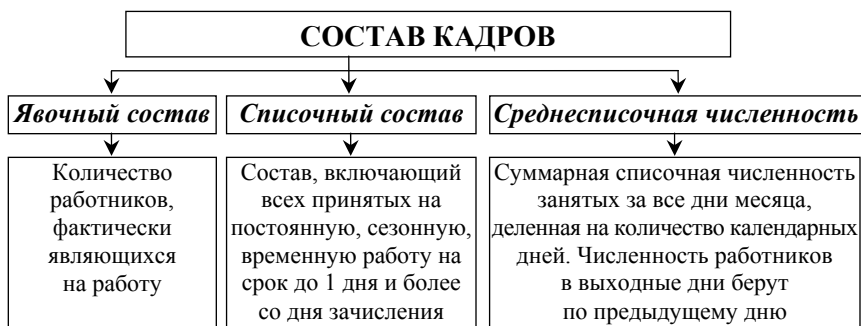 СОСТАВ КАДРОВ
Явочный состав
Количество
работников,
фактически
являющихся
на работу
Списочный состав
Состав, включающий
всех принятых на
постоянную, сезонную,
временную работу на
срок до 1 дня и более
со дня зачисления
Среднесписочная численность
Суммарная списочная численность
занятых за все дни месяца,
деленная на количество календарных
дней. Численность работников
в выходные дни берут
по предыдущему дню